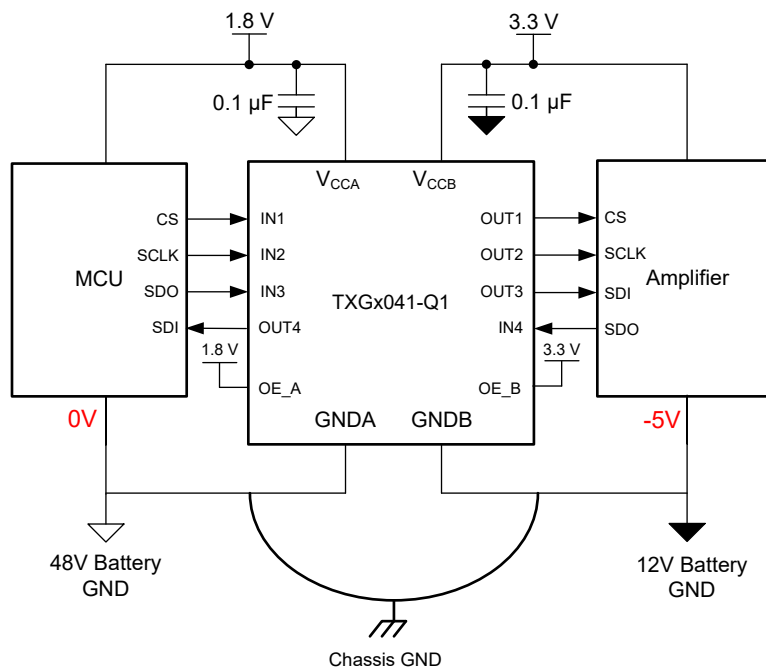 1.8 V
3.3 V
0.1 µF
0.1 µF
VCCA
VCCB
CS
IN1
OUT1
CS
SCLK
IN2
OUT2
SCLK
MCU
TXGx041-Q1
Amplifier
SDO
IN3
OUT3
SDI
SDI
OUT4
IN4
SDO
1.8 V
3.3 V
OE_A
OE_B
0V
GNDA
GNDB
-5V
48V Battery
GND
12V Battery
GND
Chassis GND